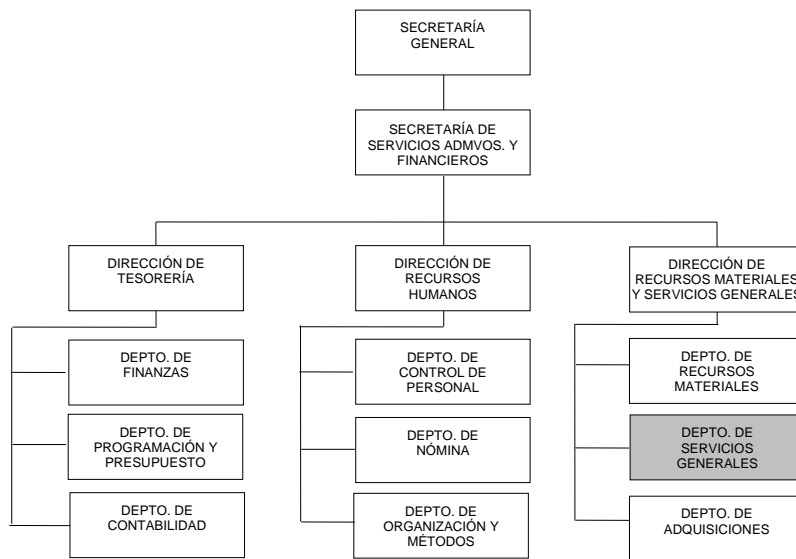 SECRETARÍA
GENERAL
SECRETARÍA DE
SERVICIOS ADMVOS. Y
FINANCIEROS
DIRECCIÓN DE
TESORERÍA
DIRECCIÓN DE
RECURSOS
HUMANOS
DIRECCIÓN DE
RECURSOS MATERIALES
Y SERVICIOS GENERALES
DEPTO. DE
FINANZAS
DEPTO. DE
PROGRAMACIÓN Y
PRESUPUESTO
DEPTO. DE
CONTABILIDAD
DEPTO. DE
CONTROL DE
PERSONAL
DEPTO. DE
NÓMINA
DEPTO. DE
ORGANIZACIÓN Y
MÉTODOS
DEPTO. DE
RECURSOS
MATERIALES
DEPTO. DE
SERVICIOS
GENERALES
DEPTO. DE
ADQUISICIONES